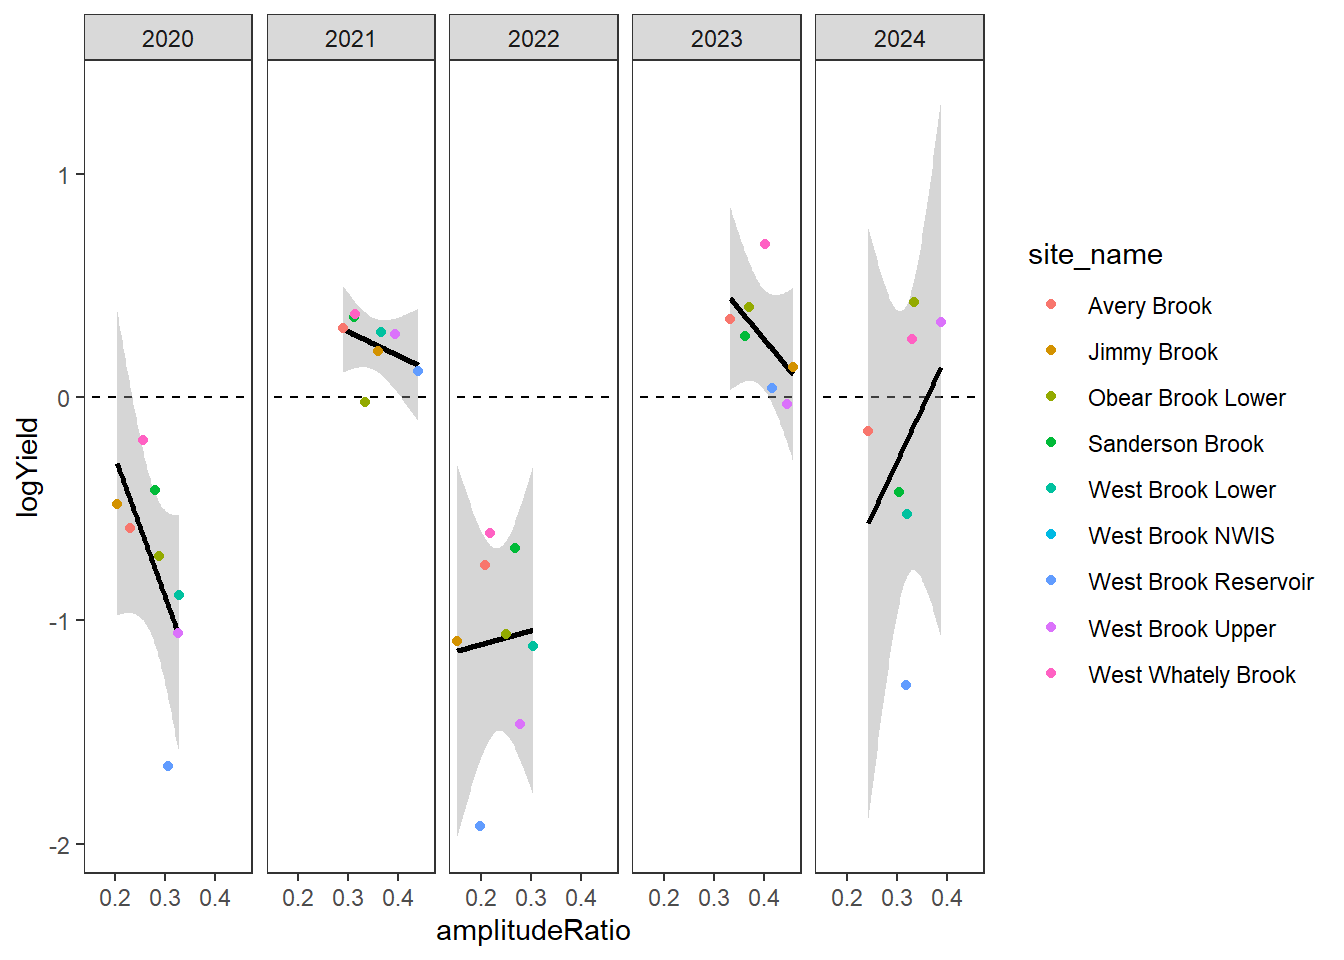 2020 2021 2022 2023 2024
1
0
-1
-2
logYield
0.2 0.3 0.4 0.2 0.3 0.4 0.2 0.3 0.4 0.2 0.3 0.4 0.2 0.3 0.4
amplitudeRatio
site_name
Avery Brook
Jimmy Brook
Obear Brook Lower
Sanderson Brook
West Brook Lower
West Brook NWIS
West Brook Reservoir
West Brook Upper
West Whately Brook